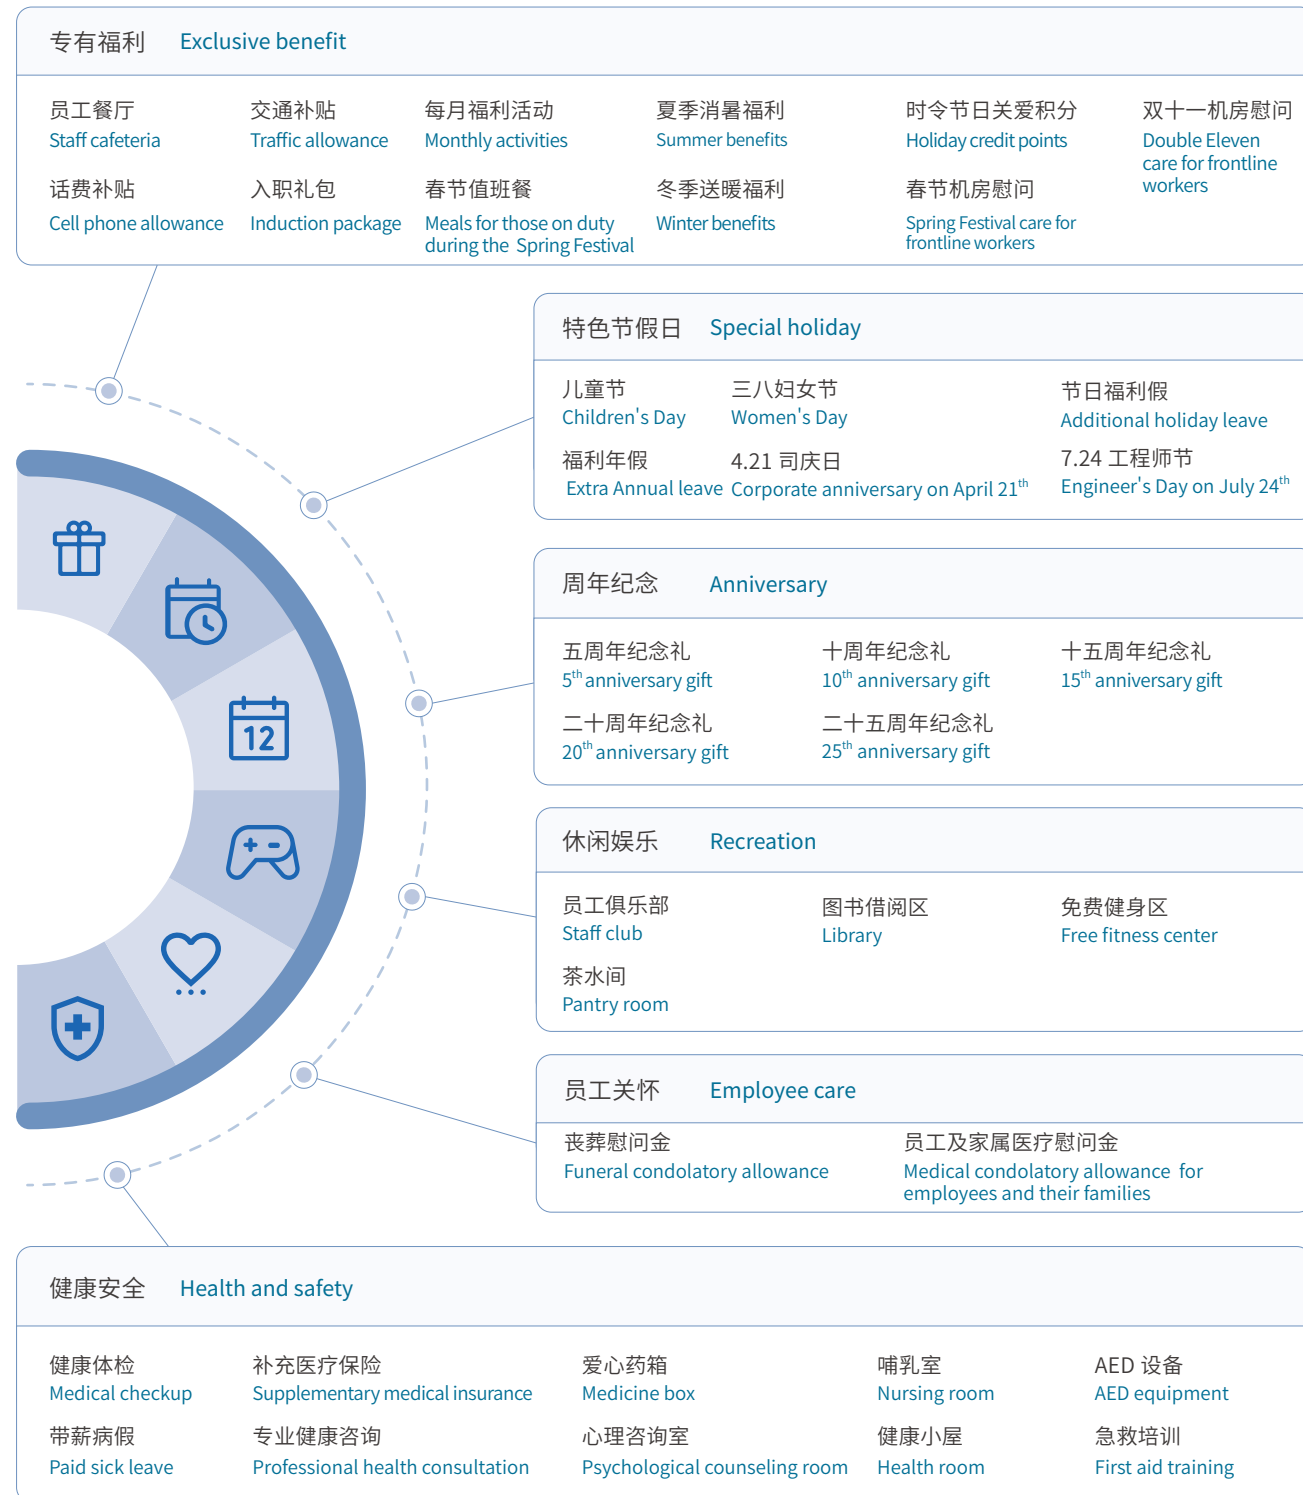 专有福利 Exclusive benefit
员工餐厅 交通补贴 每月福利活动 夏季消暑福利 时令节日关爱积分 双十一机房慰问
Staff cafeteria Traffic allowance Monthly activities Summer benefits Holiday credit points Double Eleven
care for frontline
workers
话费补贴 入职礼包 春节值班餐 冬季送暖福利 春节机房慰问
Cell phone allowance Induction package Meals for those on duty Winter benefits Spring Festival care for
during the Spring Festival frontline workers
特色节假日 Special holiday
儿童节 三八妇女节 节日福利假
Children's Day Women's Day Additional holiday leave
福利年假 4.21 司庆日 7.24 工程师节
Extra Annual leave Corporate anniversary on April 21th Engineer's Day on July 24th
周年纪念 Anniversary
五周年纪念礼 十周年纪念礼 十五周年纪念礼
5th anniversary gift 10th anniversary gift 15th anniversary gift
二十周年纪念礼 二十五周年纪念礼
20th anniversary gift 25th anniversary gift
12
休闲娱乐 Recreation
员工俱乐部 图书借阅区 免费健身区
Staff club Library Free fitness center
茶水间
Pantry room
员工关怀 Employee care
丧葬慰问金 员工及家属医疗慰问金
Funeral condolatory allowance Medical condolatory allowance for
employees and their families
健康安全 Health and safety
健康体检 补充医疗保险 爱心药箱 哺乳室 AED 设备
Medical checkup Supplementary medical insurance Medicine box Nursing room AED equipment
带薪病假 专业健康咨询 心理咨询室 健康小屋 急救培训
Paid sick leave Professional health consultation Psychological counseling room Health room First aid training